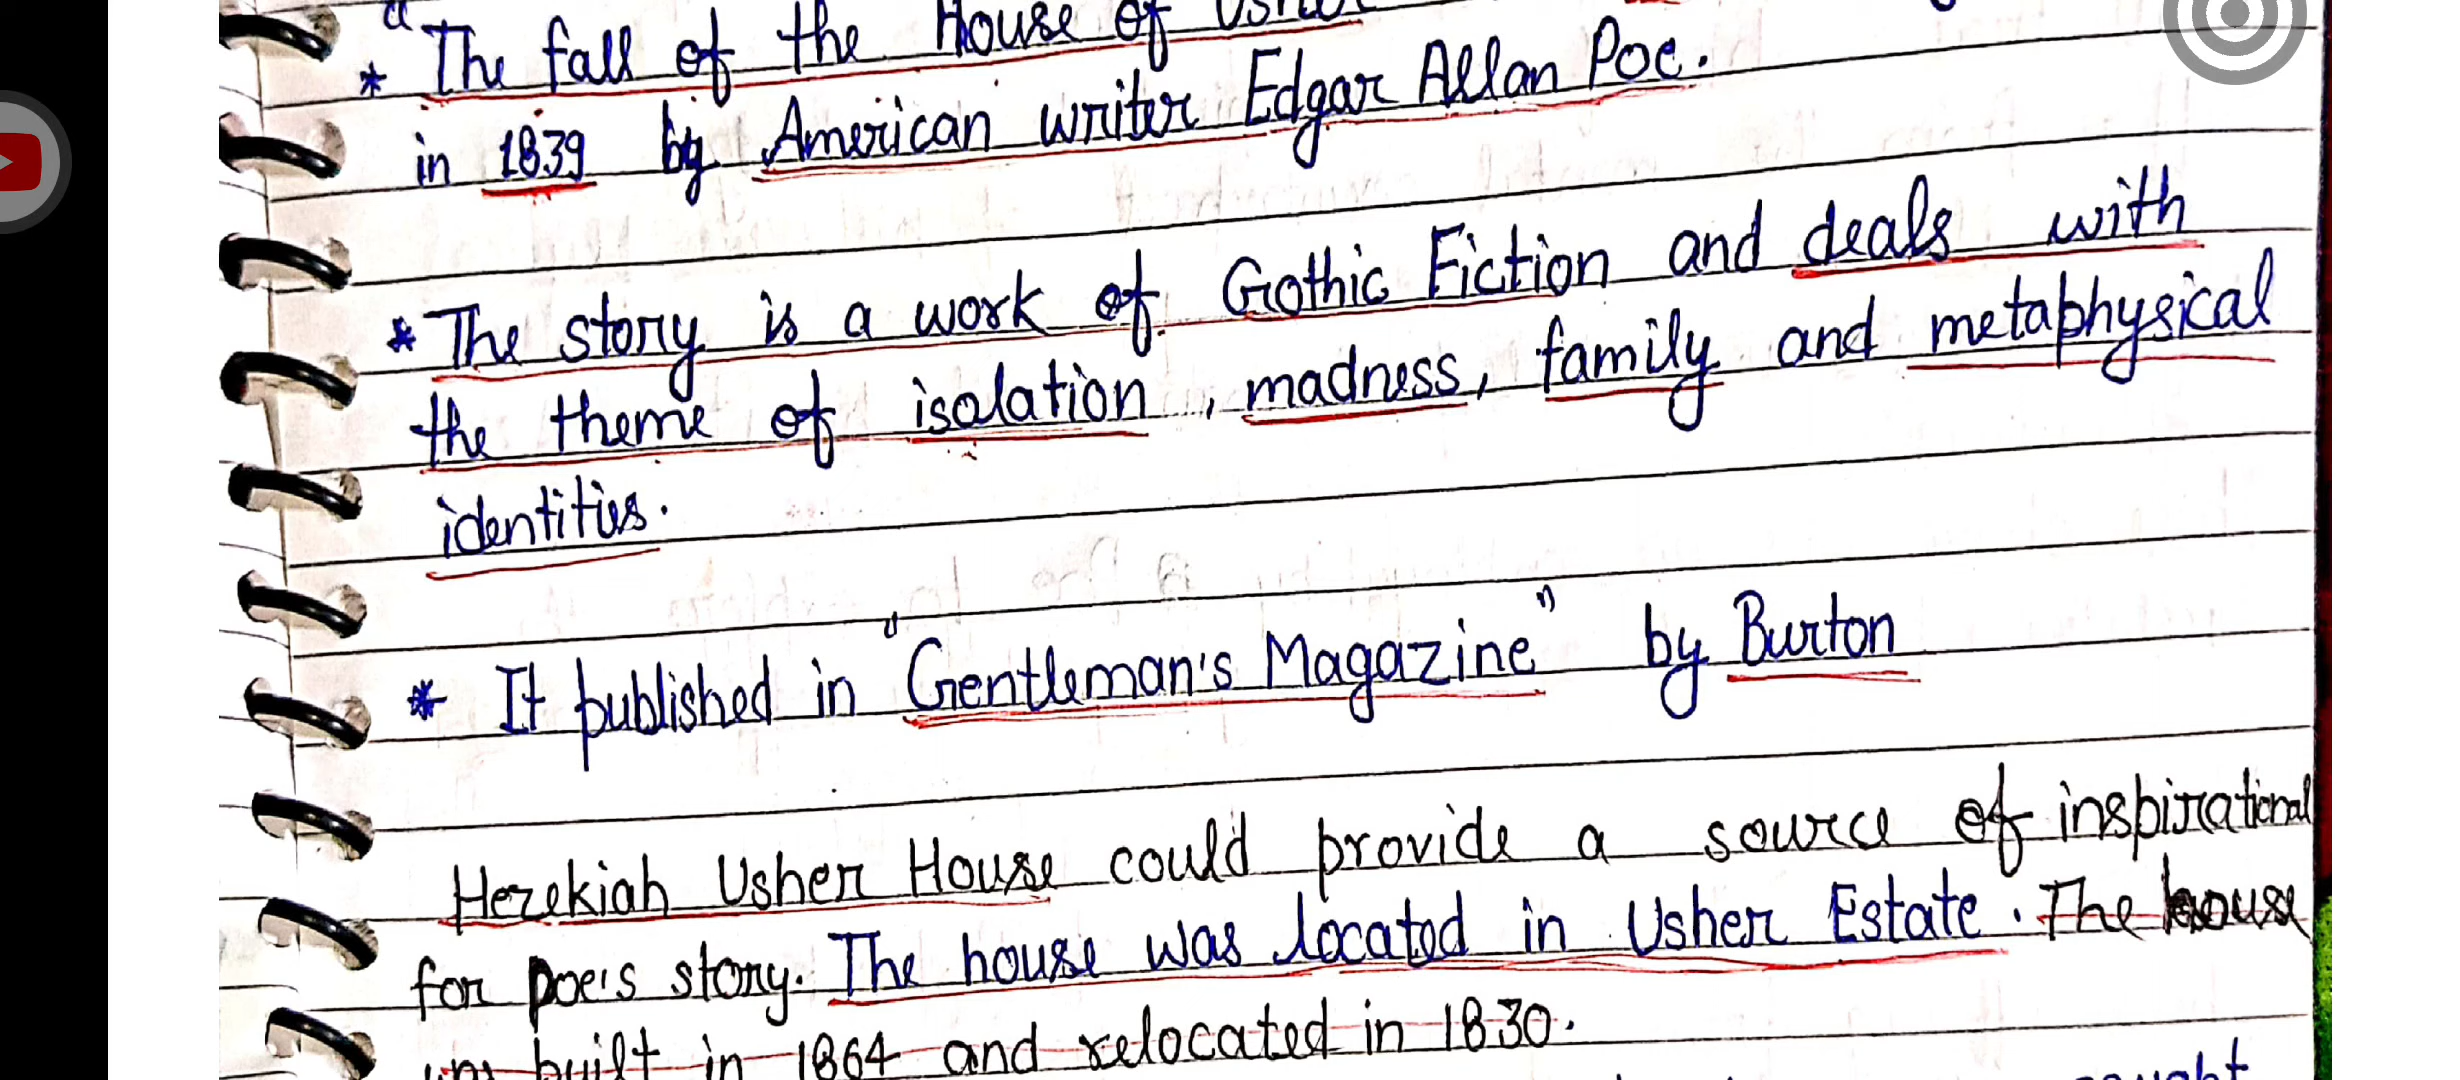 * "The fall of the House of Usher
in 1839 by American writer Edgar Allan Poe.
* The story is a work of Gothic Fiction and deals with
the theme of isolation, madness, family and metaphysical
identities.
* It published in "Gentleman's Magazine" by Burton
Hezekiah Usher House could provide a source of inspirational
for poe's story. The house was located in Usher Estate. The house
was built in 1864 and relocated in 1830.